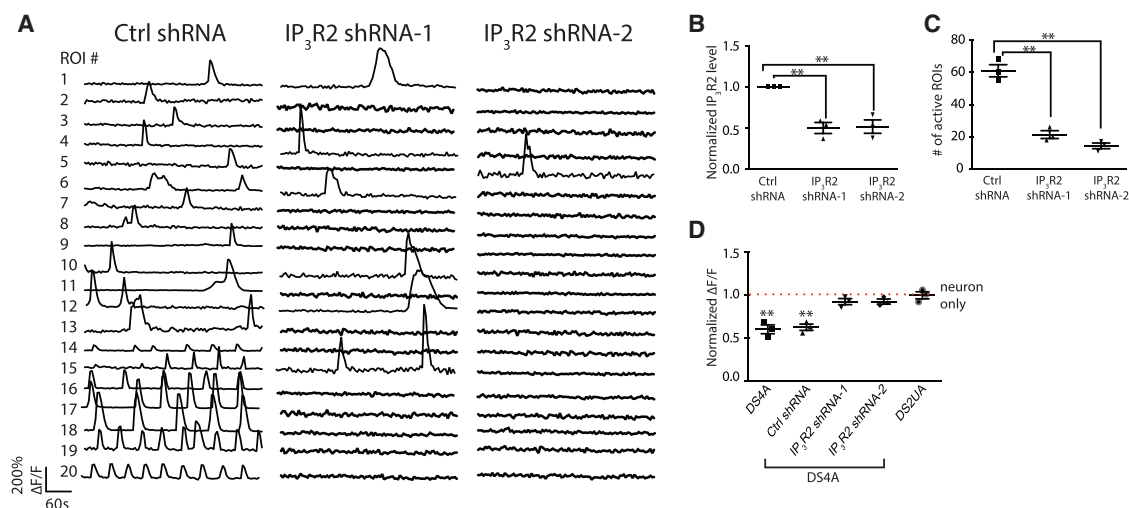 A
Ctrl shRNA
IP3R2 shRNA-1
IP3R2 shRNA-2
ROI #
1
2
3
4
5
6
7
8
9
10
11
12
13
14
15
16
17
18
19
20
200%
ΔF/F
60s
B
Normalized IP3R2 level
1.5
1.0
0.5
0.0
**
**
Ctrl
shRNA
IP3R2
shRNA-1
IP3R2
shRNA-2
C
# of active ROIs
80
60
40
20
0
**
**
Ctrl
shRNA
IP3R2
shRNA-1
IP3R2
shRNA-2
D
Normalized ΔF/F
1.5
1.0
0.5
0.0
**
**
neuron
only
DS4A
Ctrl shRNA
IP3R2 shRNA-1
IP3R2 shRNA-2
DS2UA
DS4A